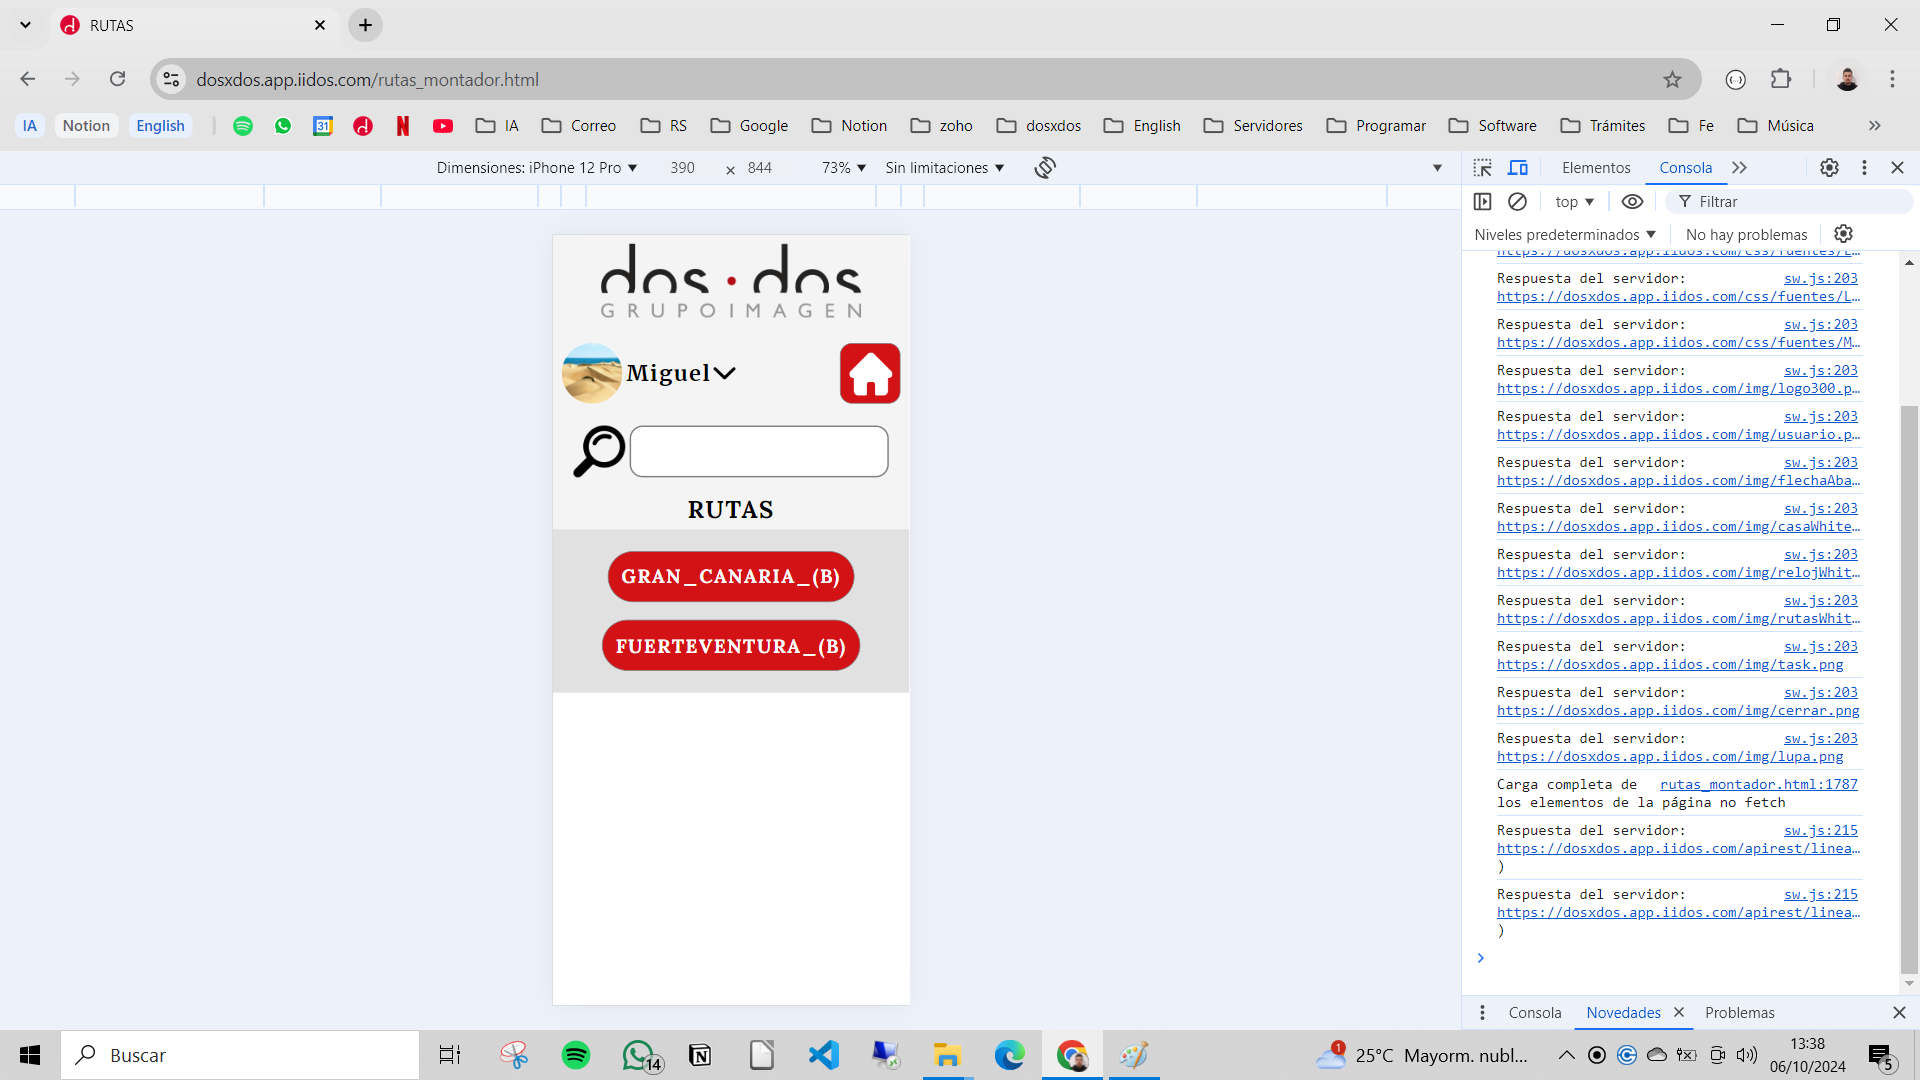 RUTAS
dosxdos.app.iidos.com/rutas_montador.html
IA Notion English 31 IA Correo RS Google Notion zoho dosxdos English Servidores Programar Software Trámites Fe Música »
Dimensiones: iPhone 12 Pro ▼ 390 × 844 73% ▼ Sin limitaciones ▼
Elementos Consola
top ▼ Filtrar
Niveles predeterminados ▼ No hay problemas
dos·dos
GRUPOIMAGEN
Miguel
RUTAS
GRAN_CANARIA_(B)
FUERTEVENTURA_(B)
https://dosxdos.app.iidos.com/css/fuentes/L…
Respuesta del servidor: sw.js:203
https://dosxdos.app.iidos.com/css/fuentes/L…
Respuesta del servidor: sw.js:203
https://dosxdos.app.iidos.com/css/fuentes/M…
Respuesta del servidor: sw.js:203
https://dosxdos.app.iidos.com/img/logo300.p…
Respuesta del servidor: sw.js:203
https://dosxdos.app.iidos.com/img/usuario.p…
Respuesta del servidor: sw.js:203
https://dosxdos.app.iidos.com/img/flechaAba…
Respuesta del servidor: sw.js:203
https://dosxdos.app.iidos.com/img/casaWhite…
Respuesta del servidor: sw.js:203
https://dosxdos.app.iidos.com/img/relojWhit…
Respuesta del servidor: sw.js:203
https://dosxdos.app.iidos.com/img/rutasWhit…
Respuesta del servidor: sw.js:203
https://dosxdos.app.iidos.com/img/task.png
Respuesta del servidor: sw.js:203
https://dosxdos.app.iidos.com/img/cerrar.png
Respuesta del servidor: sw.js:203
https://dosxdos.app.iidos.com/img/lupa.png
Carga completa de rutas_montador.html:1787
los elementos de la página no fetch
Respuesta del servidor: sw.js:215
https://dosxdos.app.iidos.com/apirest/linea…
)
Respuesta del servidor: sw.js:215
https://dosxdos.app.iidos.com/apirest/linea…
)
Consola Novedades Problemas
Buscar
14
1
25°C Mayorm. nubl...
13:38
06/10/2024
5